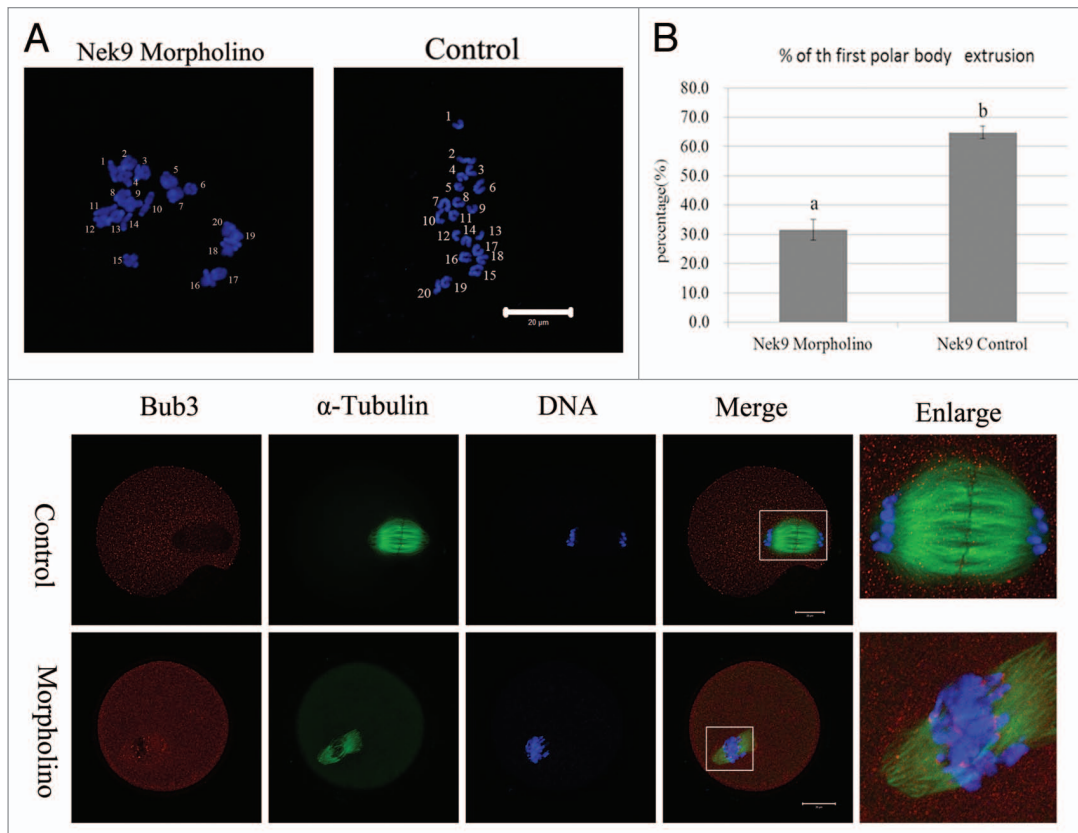 A
Nek9 Morpholino
Control
1
2
3
4
5
6
7
8
9
10
11
12
13
14
15
16
17
18
19
20
1
2
3
4
5
6
7
8
9
10
11
12
13
14
15
16
17
18
19
20
20 µm
B
% of th first polar body extrusion
percentage(%)
80.0
70.0
60.0
50.0
40.0
30.0
20.0
10.0
0.0
a
b
Nek9 Morpholino
Nek9 Control
Bub3
α-Tubulin
DNA
Merge
Enlarge
Control
Morpholino